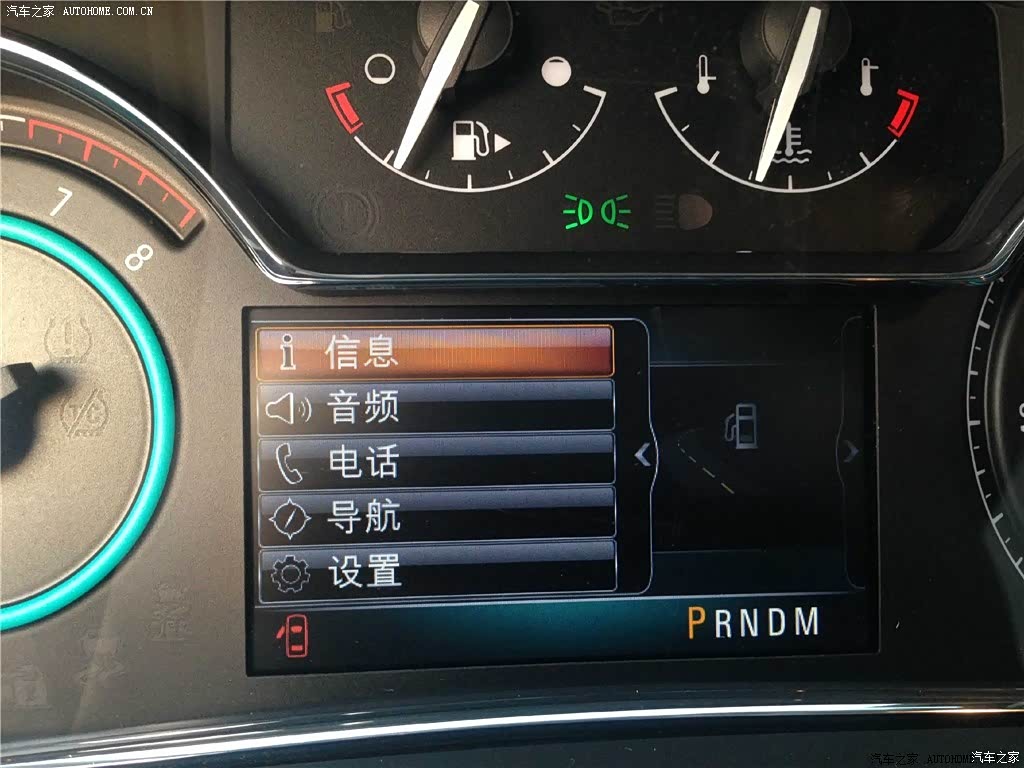 汽车之家 AUTOHOME.COM.CN
7
8
T/C
信息
音频
电话
导航
设置
PRNDM
汽车之家 AUTOHOME
汽车之家